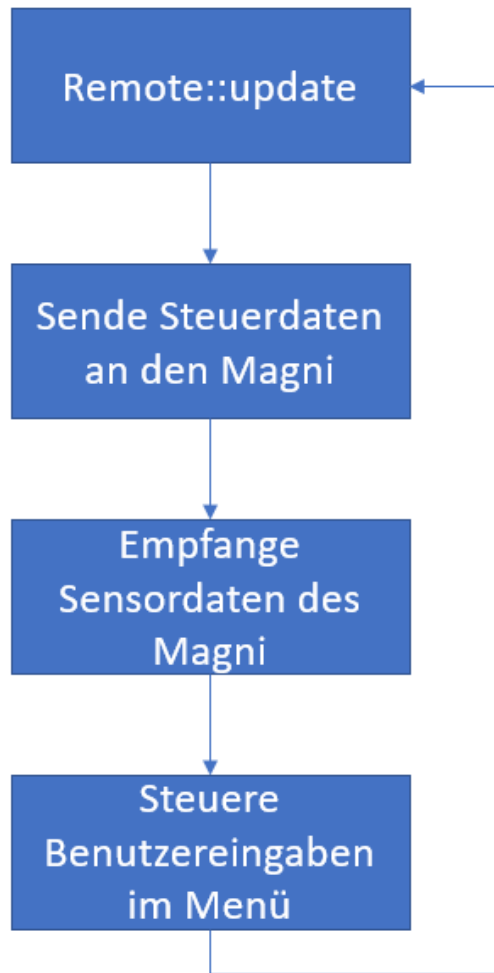 Remote::update
Sende Steuerdaten
an den Magni
Empfange
Sensordaten des
Magni
Steuere
Benutzereingaben
im Menü